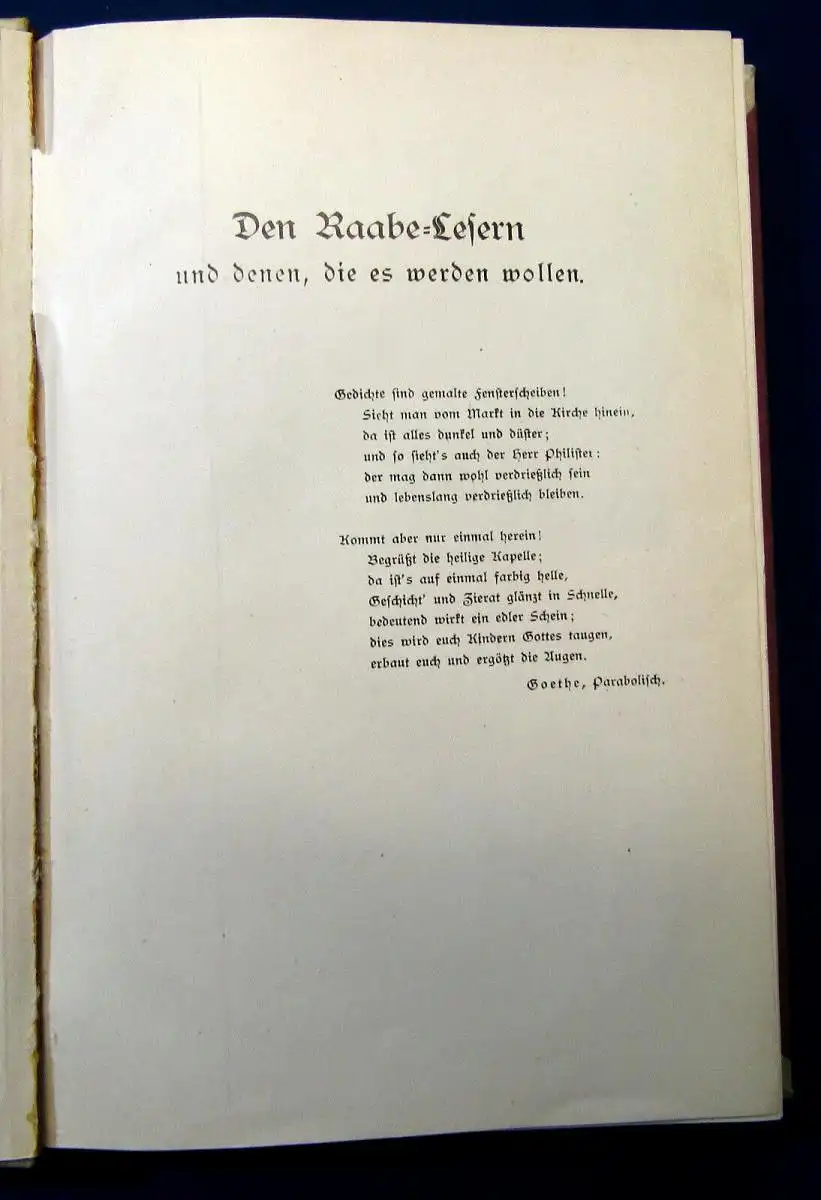 Den Raabe-Lesern
und denen, die es werden wollen.
Gedichte sind gemalte Fensterscheiben!
Sieht man vom Markt in die Kirche hinein,
da ist alles dunkel und düster;
und so sieht's auch der Herr Philister:
der mag dann wohl verdrießlich sein
und lebenslang verdrießlich bleiben.
Kommt aber nur einmal herein!
Begrüßt die heilige Kapelle;
da ist's auf einmal farbig helle,
Geschicht' und Zierat glänzt in Schnelle,
bedeutend wirkt ein edler Schein;
dies wird euch Kindern Gottes taugen,
erbaut euch und ergötzt die Augen.
Goethe, Parabolisch.